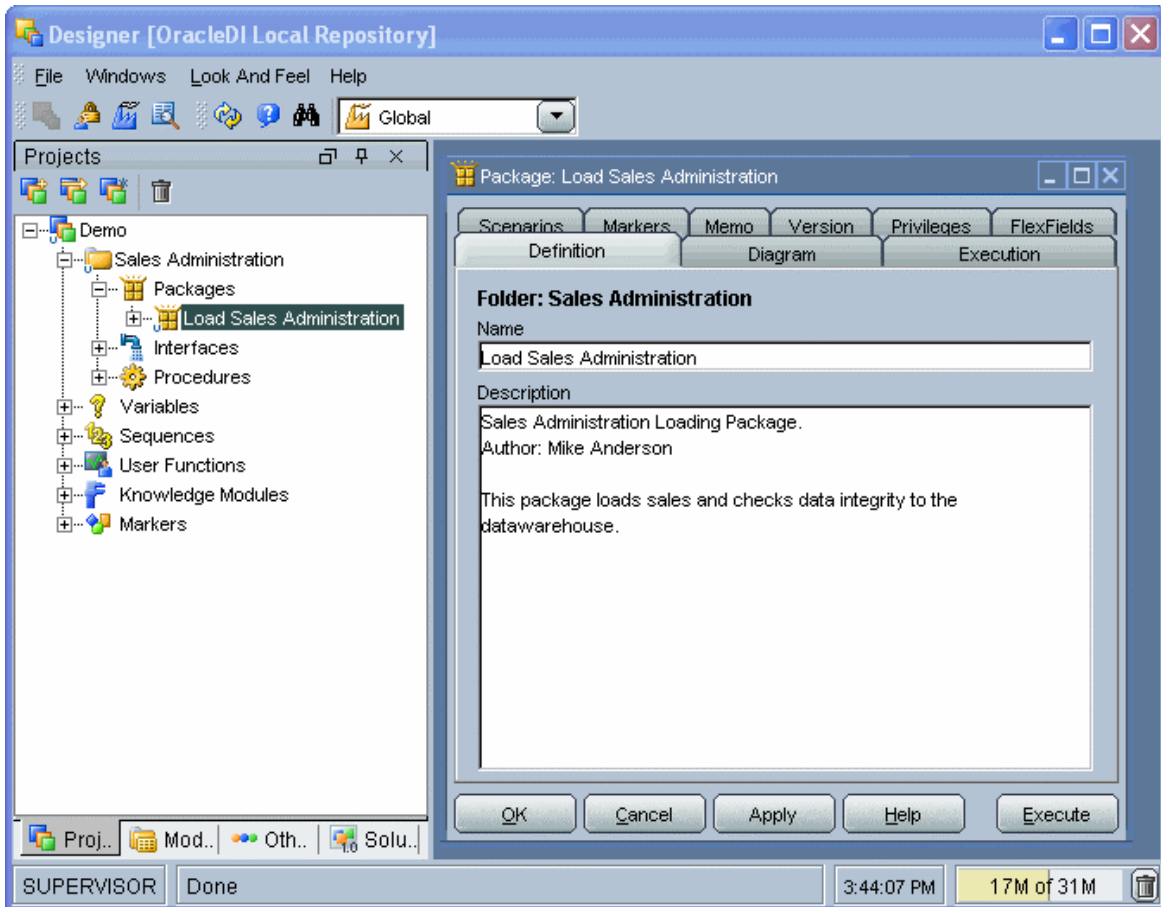 Designer [OracleDI Local Repository]
File Windows Look And Feel Help
Global
Projects
Demo
Sales Administration
Packages
Load Sales Administration
Interfaces
Procedures
Variables
Sequences
User Functions
Knowledge Modules
Markers
Proj.. Mod.. Oth.. 1.0 Solu..
Package: Load Sales Administration
Scenarios Markers Memo Version Privileges FlexFields
Definition Diagram Execution
Folder: Sales Administration
Name
Load Sales Administration
Description
Sales Administration Loading Package.
Author: Mike Anderson
This package loads sales and checks data integrity to the
datawarehouse.
OK Cancel Apply Help Execute
SUPERVISOR Done 3:44:07 PM 17M of 31M